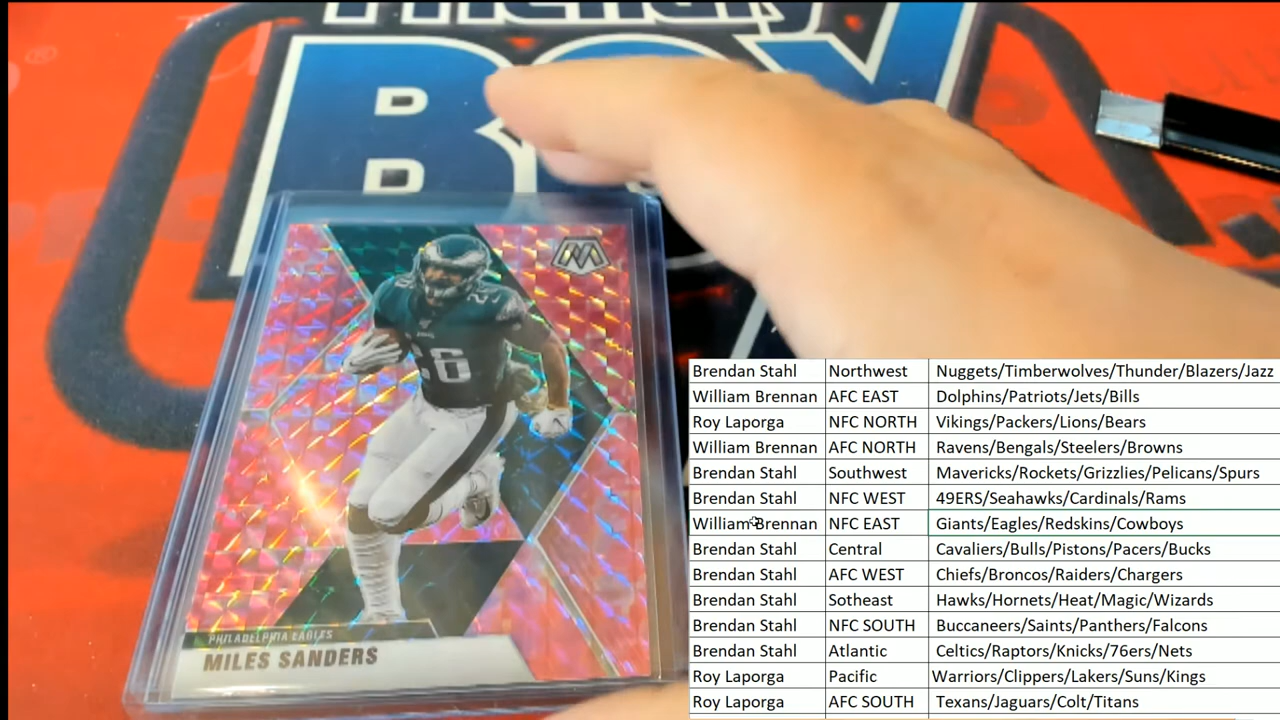 BOX
26
PHILADELPHIA EAGLES
MILES SANDERS
Brendan Stahl Northwest Nuggets/Timberwolves/Thunder/Blazers/Jazz
William Brennan AFC EAST Dolphins/Patriots/Jets/Bills
Roy Laporga NFC NORTH Vikings/Packers/Lions/Bears
William Brennan AFC NORTH Ravens/Bengals/Steelers/Browns
Brendan Stahl Southwest Mavericks/Rockets/Grizzlies/Pelicans/Spurs
Brendan Stahl NFC WEST 49ERS/Seahawks/Cardinals/Rams
William Brennan NFC EAST Giants/Eagles/Redskins/Cowboys
Brendan Stahl Central Cavaliers/Bulls/Pistons/Pacers/Bucks
Brendan Stahl AFC WEST Chiefs/Broncos/Raiders/Chargers
Brendan Stahl Sotheast Hawks/Hornets/Heat/Magic/Wizards
Brendan Stahl NFC SOUTH Buccaneers/Saints/Panthers/Falcons
Brendan Stahl Atlantic Celtics/Raptors/Knicks/76ers/Nets
Roy Laporga Pacific Warriors/Clippers/Lakers/Suns/Kings
Roy Laporga AFC SOUTH Texans/Jaguars/Colt/Titans